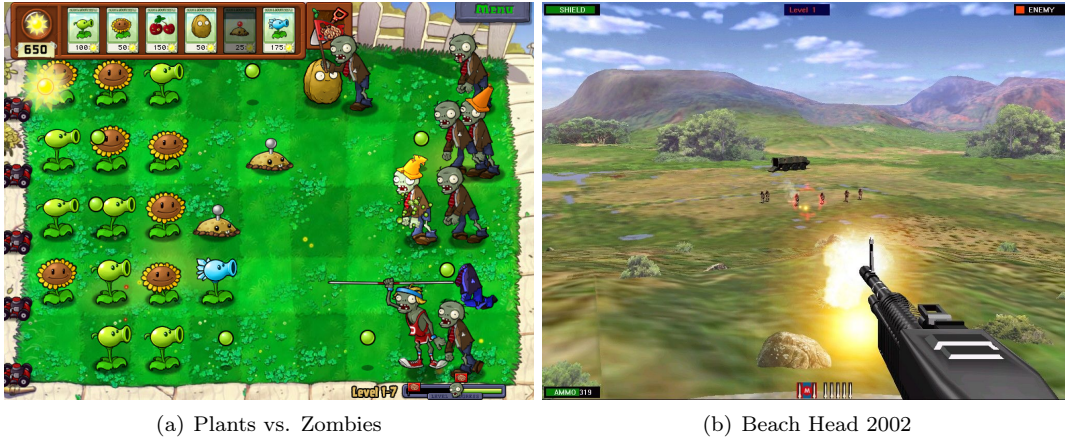 Menu
650
100
50
150
50
25
175
Level 1-7
SHIELD
Level 1
ENEMY
AMMO 319
M
(a) Plants vs. Zombies
(b) Beach Head 2002